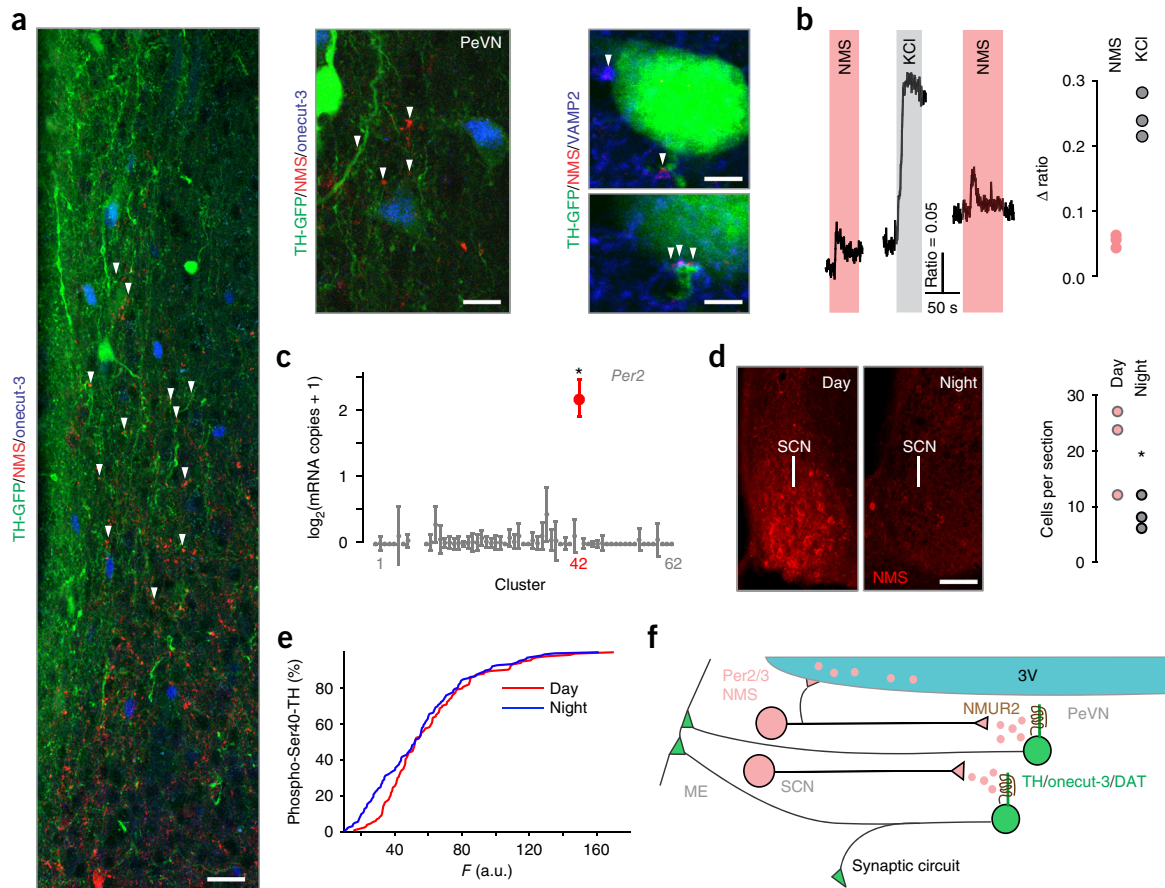 a
TH-GFP/NMS/onecut-3
TH-GFP/NMS/onecut-3
PeVN
TH-GFP/NMS/VAMP2
b
NMS
KCl
NMS
Ratio = 0.05
50 s
NMS
KCl
Δ ratio
0.3
0.2
0.1
0.0
c
log2(mRNA copies + 1)
* Per2
2
1
0
1 42 62
Cluster
d
Day
Night
SCN
SCN
NMS
Day
Night
Cells per section
30
20
*
10
0
e
Phospho-Ser40-TH (%)
80
60
40
20
0
Day
Night
40 80 120 160
F (a.u.)
f
3V
Per2/3
NMS
NMUR2
PeVN
ME
SCN
TH/onecut-3/DAT
Synaptic circuit